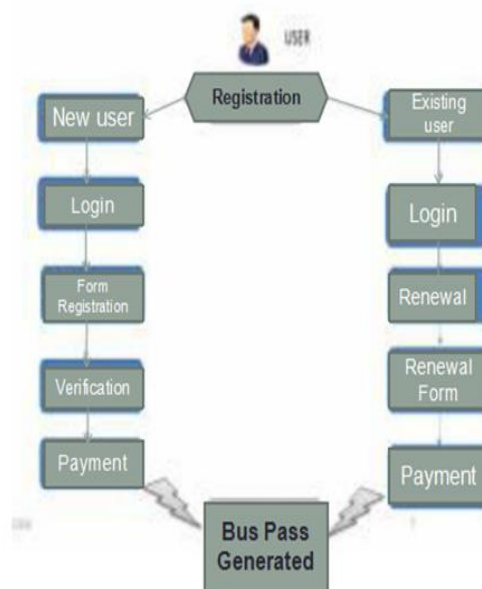 USER
Registration
New user
Existing
user
Login
Login
Form
Registration
Renewal
Verification
Renewal
Form
Payment
Payment
Bus Pass
Generated